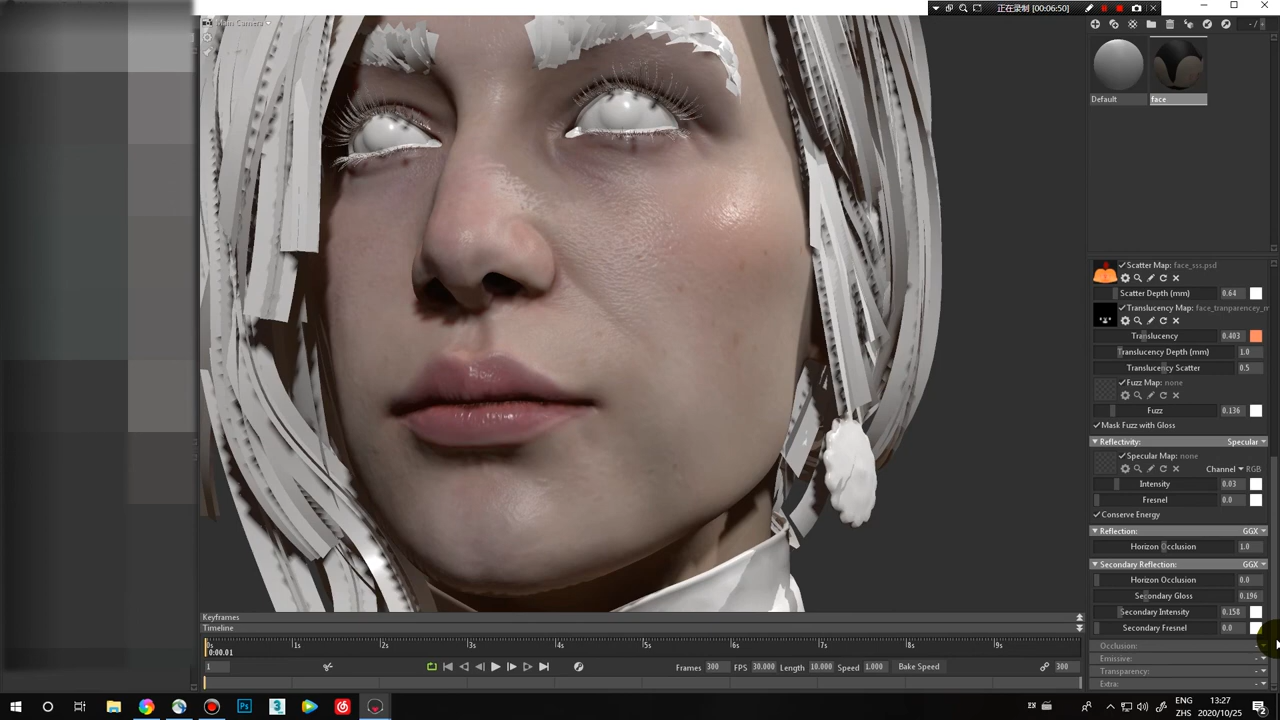 正在录制 [00:06:50]
Main Camera
Default
face
Scatter Map: face_sss.psd
Scatter Depth (mm) 0.64
Translucency Map: face_tranparencey_m
Translucency 0.403
Translucency Depth (mm) 1.0
Translucency Scatter 0.5
Fuzz Map: none
Fuzz 0.136
Mask Fuzz with Gloss
Reflectivity: Specular
Specular Map: none
Channel RGB
Intensity 0.03
Fresnel 0.0
Conserve Energy
Reflection: GGX
Horizon Occlusion 1.0
Secondary Reflection: GGX
Horizon Occlusion 0.0
Secondary Gloss 0.196
Secondary Intensity 0.158
Secondary Fresnel 0.0
Occlusion:
Emissive:
Transparency:
Extra:
Keyframes
Timeline
0s 1s 2s 3s 4s 5s 6s 7s 8s 9s
0:00.01
1 Frames 300 FPS 30.000 Length 10.000 Speed 1.000 Bake Speed 300
ENG 13:27
ZHS 2020/10/25